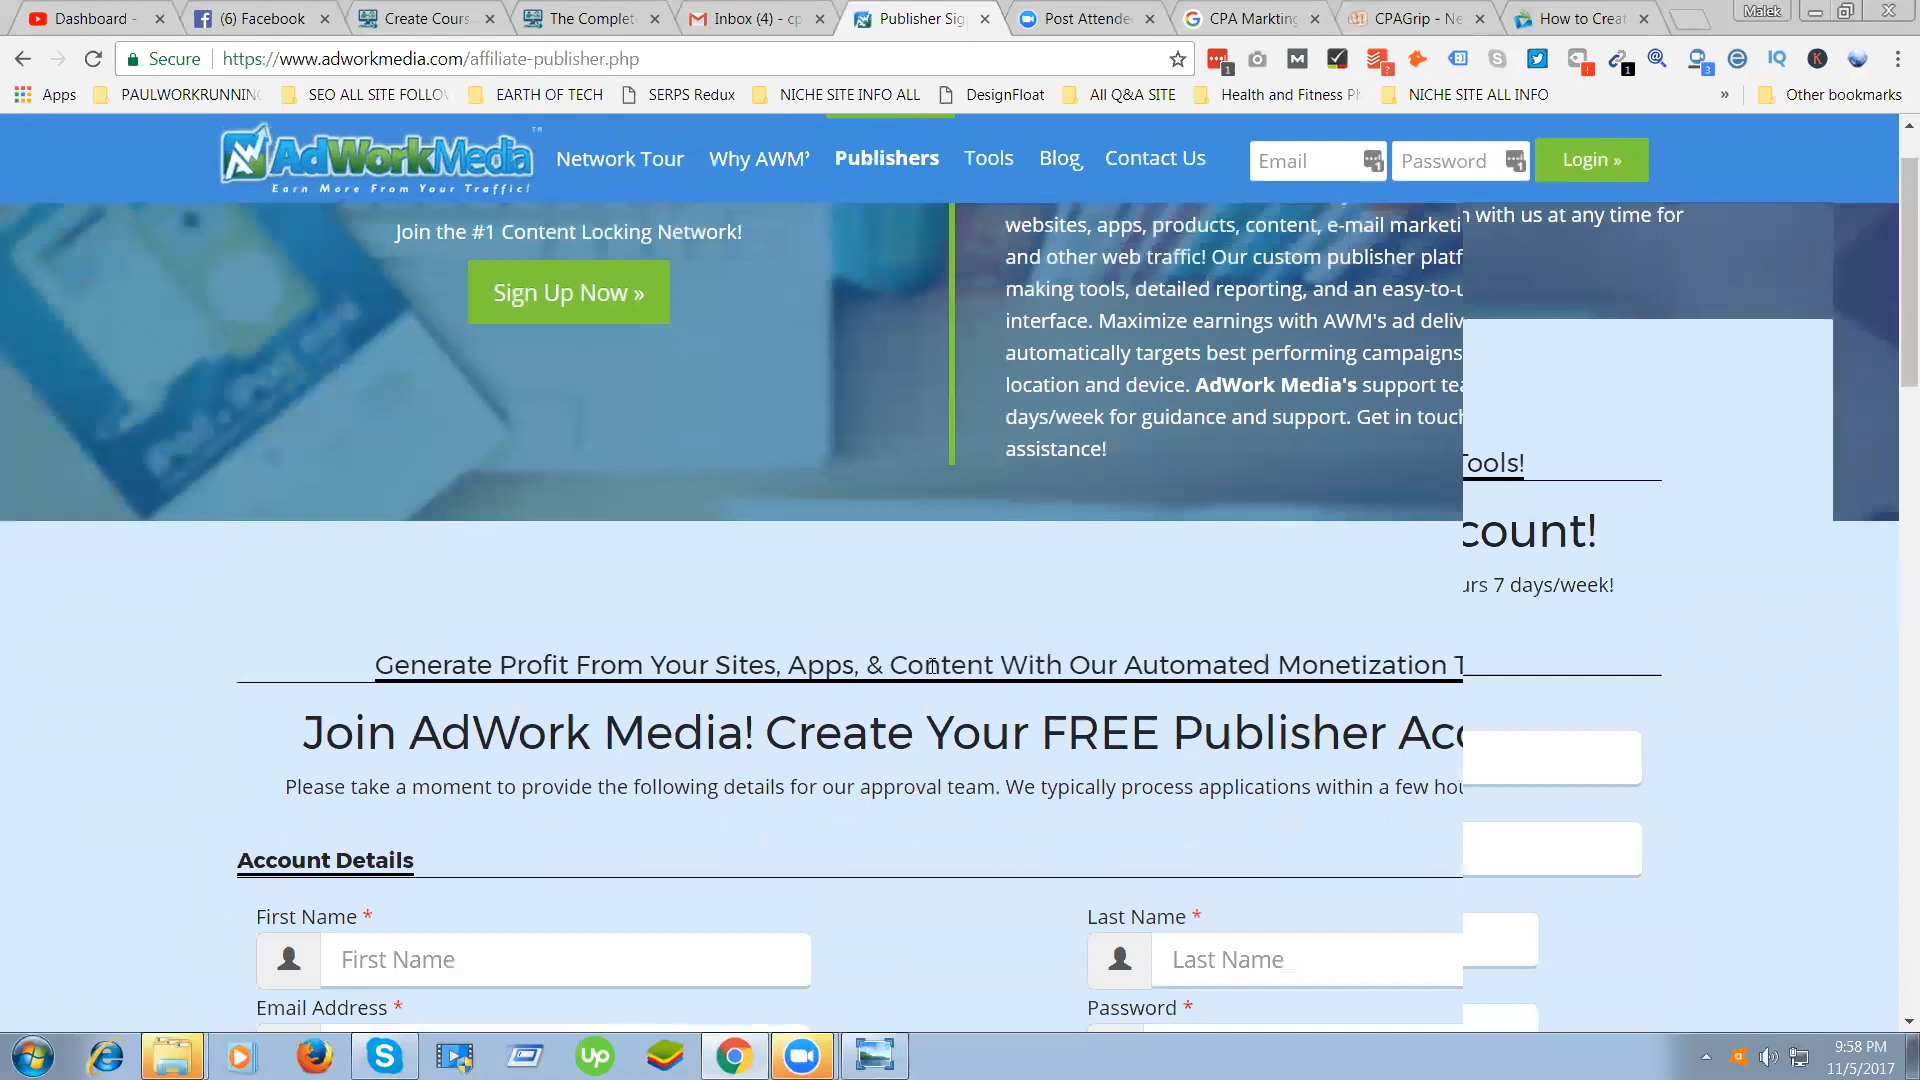 Dashboard -
(6) Facebook
Create Cours
The Complet
Inbox (4) - cp
Publisher Sig
Post Attende
CPA Markting
CPAGrip - Ne
How to Creat
Malek
Secure
https://www.adworkmedia.com/affiliate-publisher.php
Apps
PAULWORKRUNNING
SEO ALL SITE FOLLOW
EARTH OF TECH
SERPS Redux
NICHE SITE INFO ALL
DesignFloat
All Q&A SITE
Health and Fitness P
NICHE SITE ALL INFO
»
Other bookmarks
AdWorkMedia™
Earn More From Your Traffic!
Network Tour
Why AWM?
Publishers
Tools
Blog
Contact Us
Email
Password
Login »
Join the #1 Content Locking Network!
Sign Up Now »
websites, apps, products, content, e-mail marketi
and other web traffic! Our custom publisher platf
making tools, detailed reporting, and an easy-to-u
interface. Maximize earnings with AWM's ad deliv
automatically targets best performing campaigns
location and device. AdWork Media's support tea
days/week for guidance and support. Get in touch
assistance!
with us at any time for
Tools!
count!
urs 7 days/week!
Generate Profit From Your Sites, Apps, & Content With Our Automated Monetization T
Join AdWork Media! Create Your FREE Publisher Acc
Please take a moment to provide the following details for our approval team. We typically process applications within a few hou
Account Details
First Name *
Last Name *
First Name
Last Name
Email Address *
Password *
Up
9:58 PM
11/5/2017